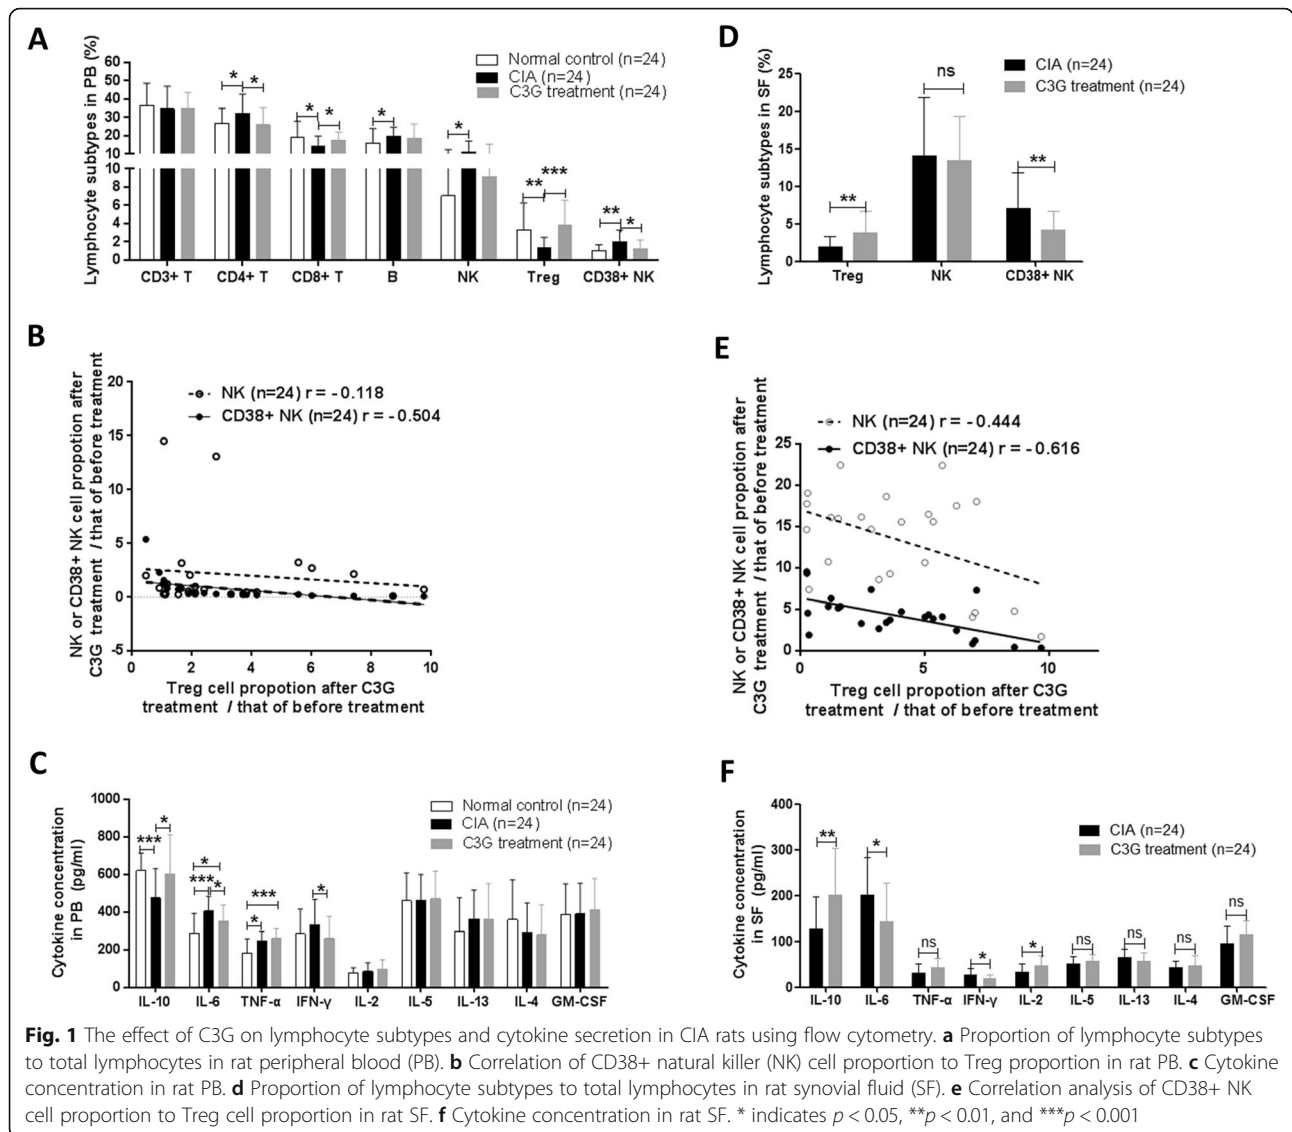 A
Lymphocyte subtypes in PB (%)
60
50
40
30
20
10
10
8
6
4
2
0
Normal control (n=24)
CIA (n=24)
C3G treatment (n=24)
* * * * * * ** *** ** *
CD3+ T CD4+ T CD8+ T B NK Treg CD38+ NK
D
Lymphocyte subtypes in SF (%)
25
20
15
10
5
0
CIA (n=24)
C3G treatment (n=24)
** ns **
Treg NK CD38+ NK
B
NK or CD38+ NK cell propotion after
C3G treatment / that of before treatment
20
15
10
5
0
-5
NK (n=24) r = -0.118
CD38+ NK (n=24) r = -0.504
2 4 6 8 10
Treg cell propotion after C3G
treatment / that of before treatment
E
NK or CD38+ NK cell propotion after
C3G treatment / that of before treatment
25
20
15
10
5
0
NK (n=24) r = -0.444
CD38+ NK (n=24) r = -0.616
0 5 10
Treg cell propotion after C3G
treatment / that of before treatment
C
Cytokine concentration
in PB (pg/ml)
1000
800
600
400
200
0
Normal control (n=24)
CIA (n=24)
C3G treatment (n=24)
*** * *** * * * *** *
IL-10 IL-6 TNF-α IFN-γ IL-2 IL-5 IL-13 IL-4 GM-CSF
F
Cytokine concentration
in SF (pg/ml)
400
300
200
100
0
CIA (n=24)
C3G treatment (n=24)
** * ns * * ns ns ns ns
IL-10 IL-6 TNF-α IFN-γ IL-2 IL-5 IL-13 IL-4 GM-CSF
Fig. 1 The effect of C3G on lymphocyte subtypes and cytokine secretion in CIA rats using flow cytometry. a Proportion of lymphocyte subtypes
to total lymphocytes in rat peripheral blood (PB). b Correlation of CD38+ natural killer (NK) cell proportion to Treg proportion in rat PB. c Cytokine
concentration in rat PB. d Proportion of lymphocyte subtypes to total lymphocytes in rat synovial fluid (SF). e Correlation analysis of CD38+ NK
cell proportion to Treg cell proportion in rat SF. f Cytokine concentration in rat SF. * indicates p < 0.05, **p < 0.01, and ***p < 0.001